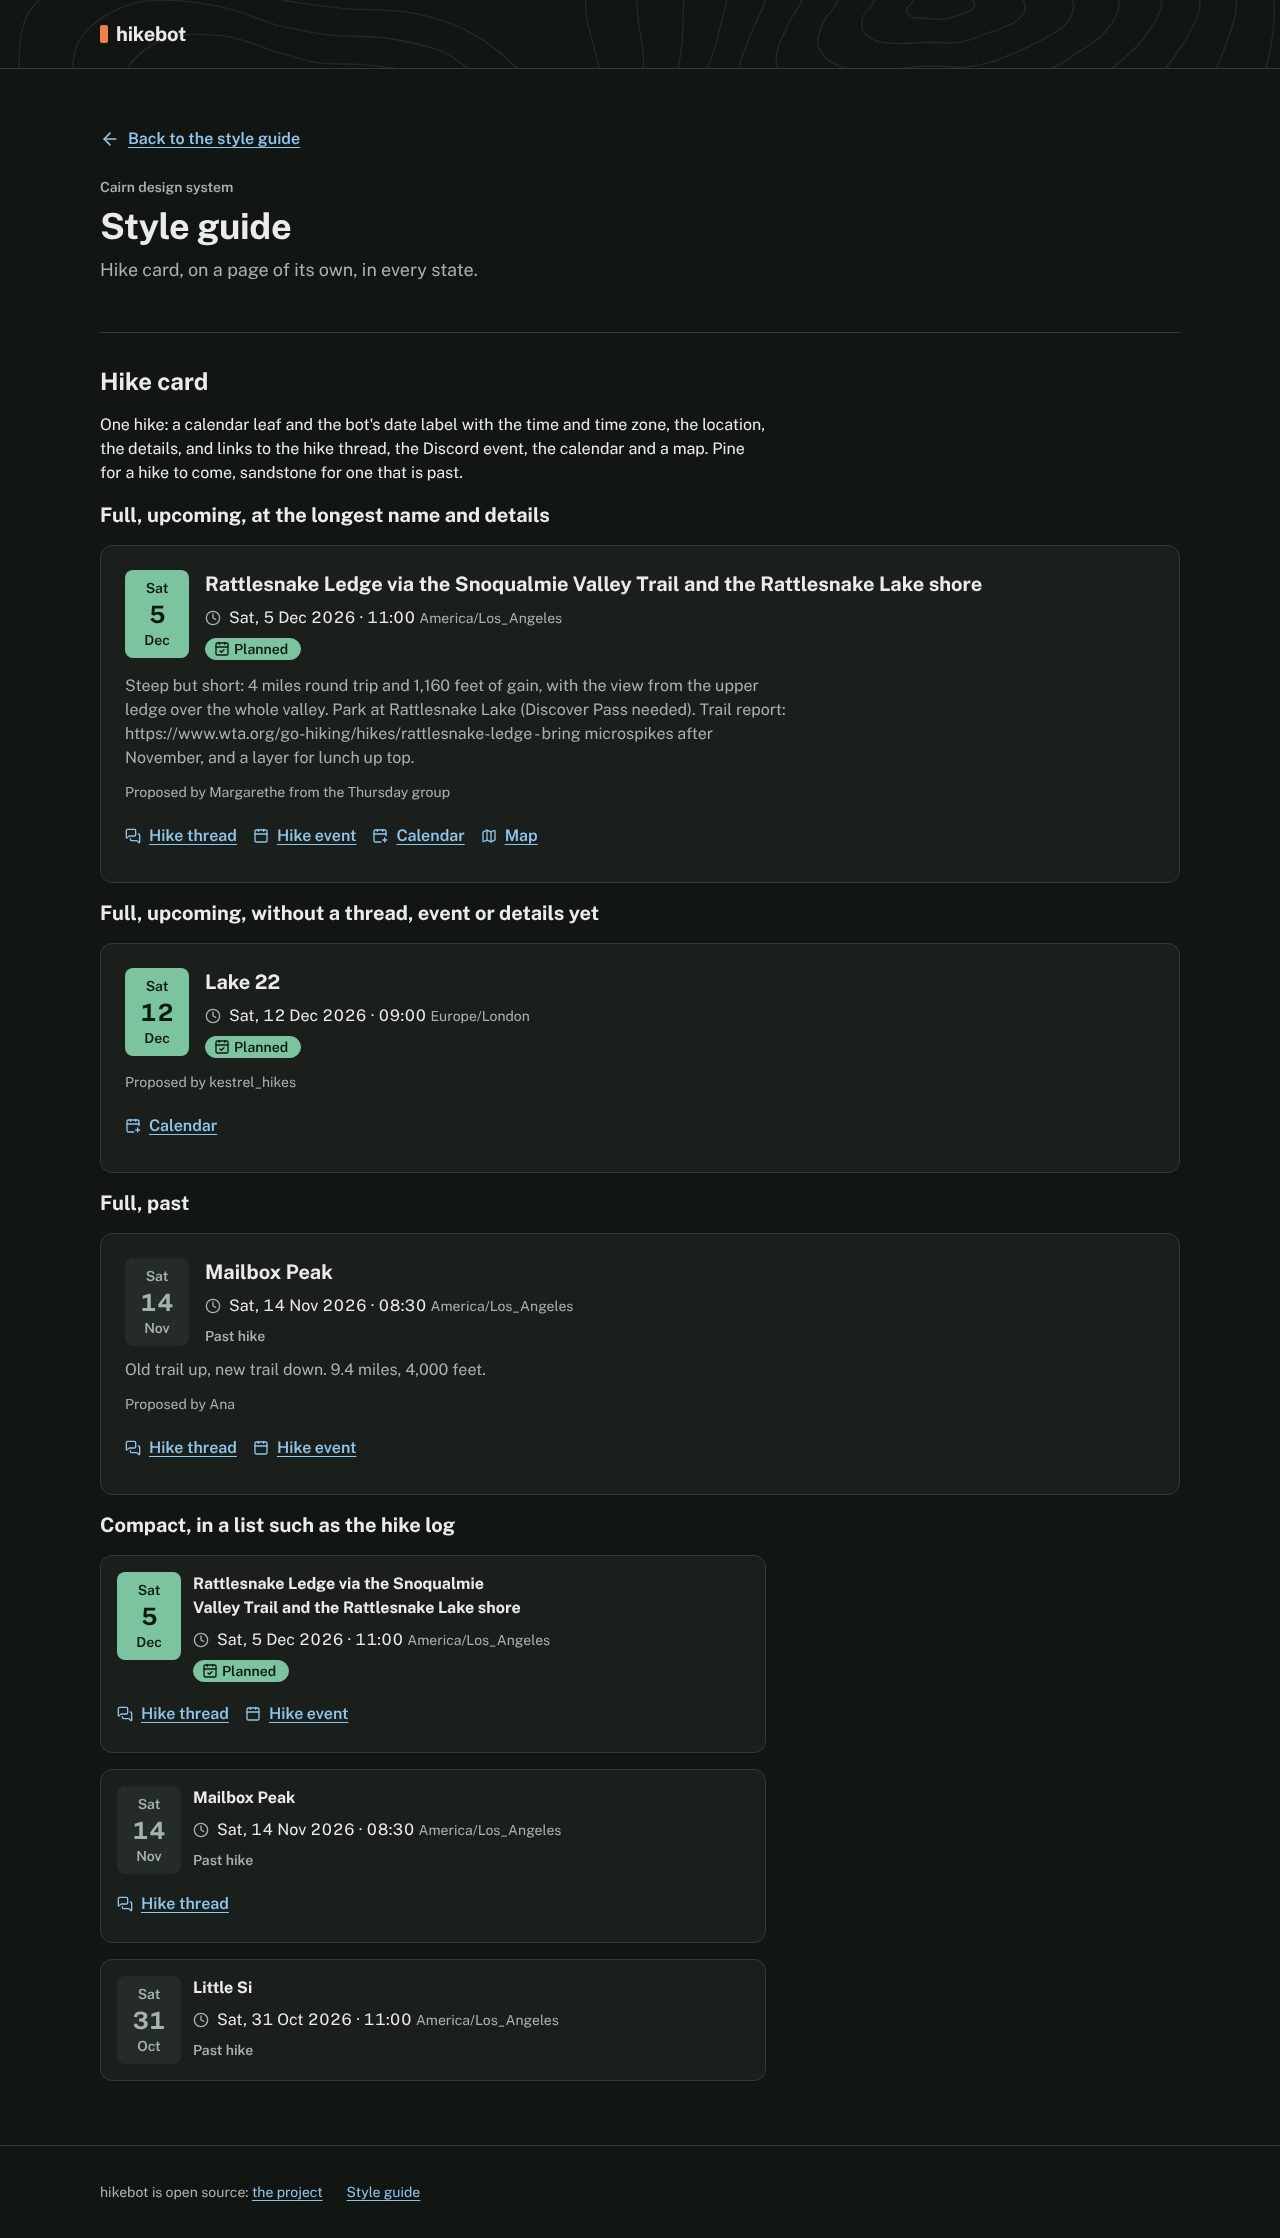 hikebot
Back to the style guide
Cairn design system
Style guide
Hike card, on a page of its own, in every state.
Hike card
One hike: a calendar leaf and the bot's date label with the time and time zone, the location,
the details, and links to the hike thread, the Discord event, the calendar and a map. Pine
for a hike to come, sandstone for one that is past.
Full, upcoming, at the longest name and details
Sat
5
Dec
Rattlesnake Ledge via the Snoqualmie Valley Trail and the Rattlesnake Lake shore
Sat, 5 Dec 2026 · 11:00 America/Los_Angeles
Planned
Steep but short: 4 miles round trip and 1,160 feet of gain, with the view from the upper
ledge over the whole valley. Park at Rattlesnake Lake (Discover Pass needed). Trail report:
https://www.wta.org/go-hiking/hikes/rattlesnake-ledge - bring microspikes after
November, and a layer for lunch up top.
Proposed by Margarethe from the Thursday group
Hike thread Hike event Calendar Map
Full, upcoming, without a thread, event or details yet
Sat
12
Dec
Lake 22
Sat, 12 Dec 2026 · 09:00 Europe/London
Planned
Proposed by kestrel_hikes
Calendar
Full, past
Sat
14
Nov
Mailbox Peak
Sat, 14 Nov 2026 · 08:30 America/Los_Angeles
Past hike
Old trail up, new trail down. 9.4 miles, 4,000 feet.
Proposed by Ana
Hike thread Hike event
Compact, in a list such as the hike log
Sat
5
Dec
Rattlesnake Ledge via the Snoqualmie
Valley Trail and the Rattlesnake Lake shore
Sat, 5 Dec 2026 · 11:00 America/Los_Angeles
Planned
Hike thread Hike event
Sat
14
Nov
Mailbox Peak
Sat, 14 Nov 2026 · 08:30 America/Los_Angeles
Past hike
Hike thread
Sat
31
Oct
Little Si
Sat, 31 Oct 2026 · 11:00 America/Los_Angeles
Past hike
hikebot is open source: the project Style guide